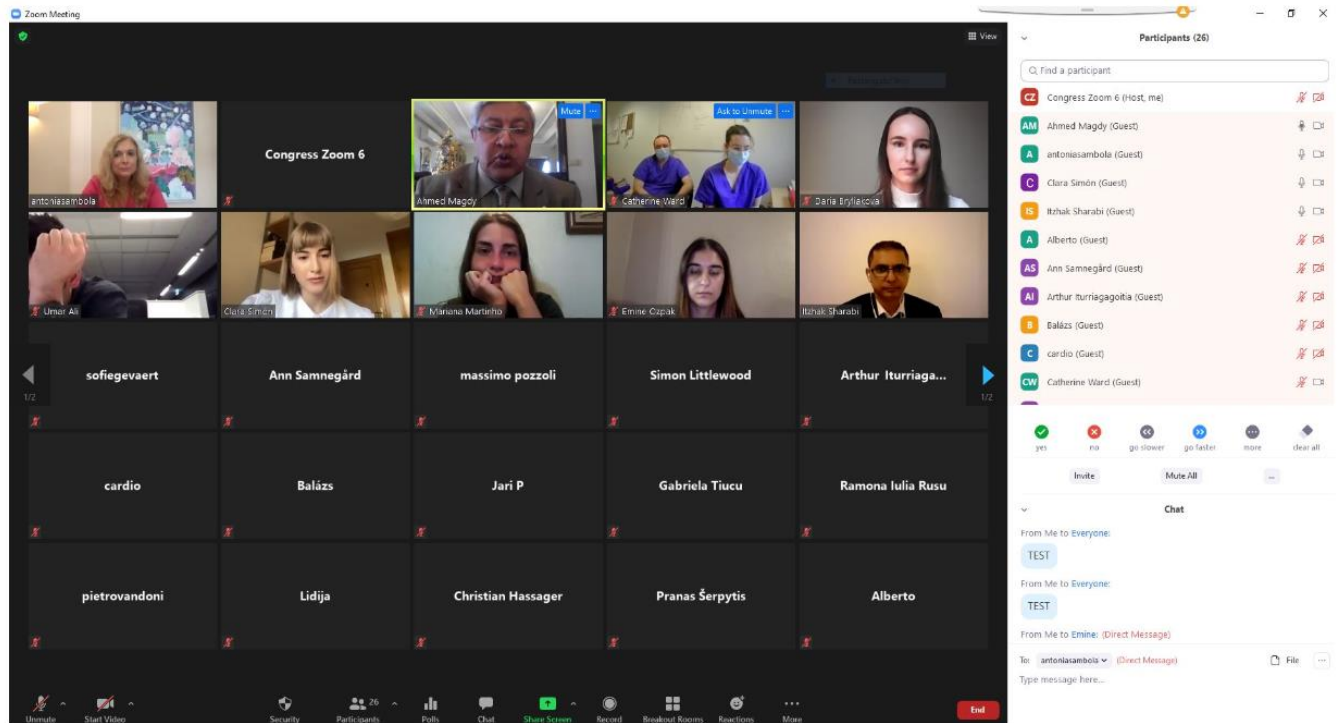 Zoom Meeting
View
Mute
Ask to Unmute
antoniasambola
Congress Zoom 6
Ahmed Magdy
Catherine Ward
Daria Bryliakova
Umar Ali
Clara Simón
Mariana Martinho
Emine Ozpak
Itzhak Sharabi
1/2
sofiegevaert
Ann Samnegård
massimo pozzoli
Simon Littlewood
Arthur Iturriaga...
1/2
cardio
Balázs
Jari P
Gabriela Tiucu
Ramona Iulia Rusu
pietrovandoni
Lidija
Christian Hassager
Pranas Šerpytis
Alberto
Unmute
Start Video
Security
26
Participants
Polls
Chat
Share Screen
Record
Breakout Rooms
Reactions
More
End
Participants (26)
Find a participant
CZ Congress Zoom 6 (Host, me)
AM Ahmed Magdy (Guest)
A antoniasambola (Guest)
C Clara Simón (Guest)
IS Itzhak Sharabi (Guest)
A Alberto (Guest)
AS Ann Samnegård (Guest)
AI Arthur Iturriagagoitia (Guest)
B Balázs (Guest)
C cardio (Guest)
CW Catherine Ward (Guest)
yes no go slower go faster more clear all
Invite Mute All ...
Chat
From Me to Everyone:
TEST
From Me to Everyone:
TEST
From Me to Emine: (Direct Message)
To: antoniasambola (Direct Message) File ...
Type message here...